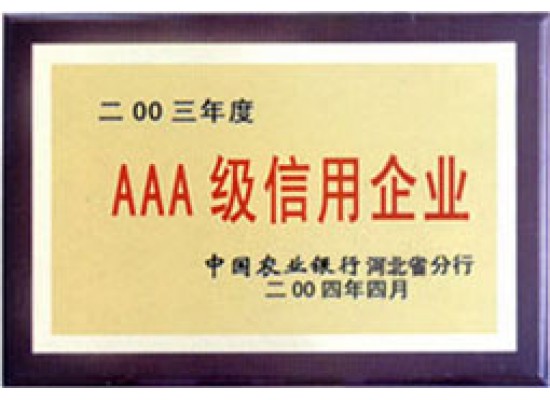 二00三年度
AAA级信用企业
中国农业银行河北省分行
二00四年四月